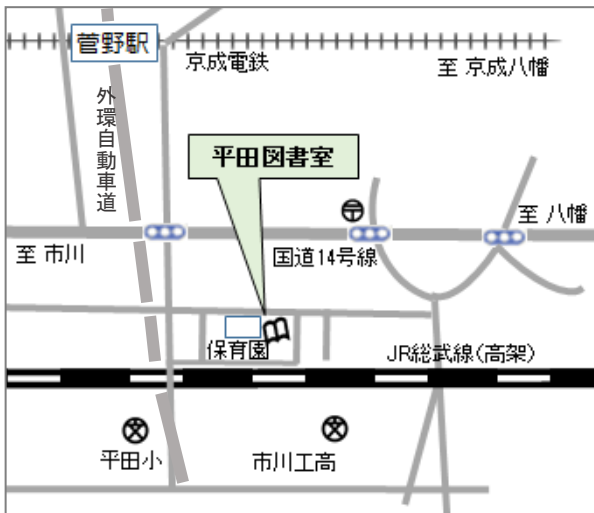 菅野駅
京成電鉄
至 京成八幡
外環自動車道
平田図書室
至 八幡
至 市川
国道14号線
保育園
JR総武線(高架)
平田小
市川工高